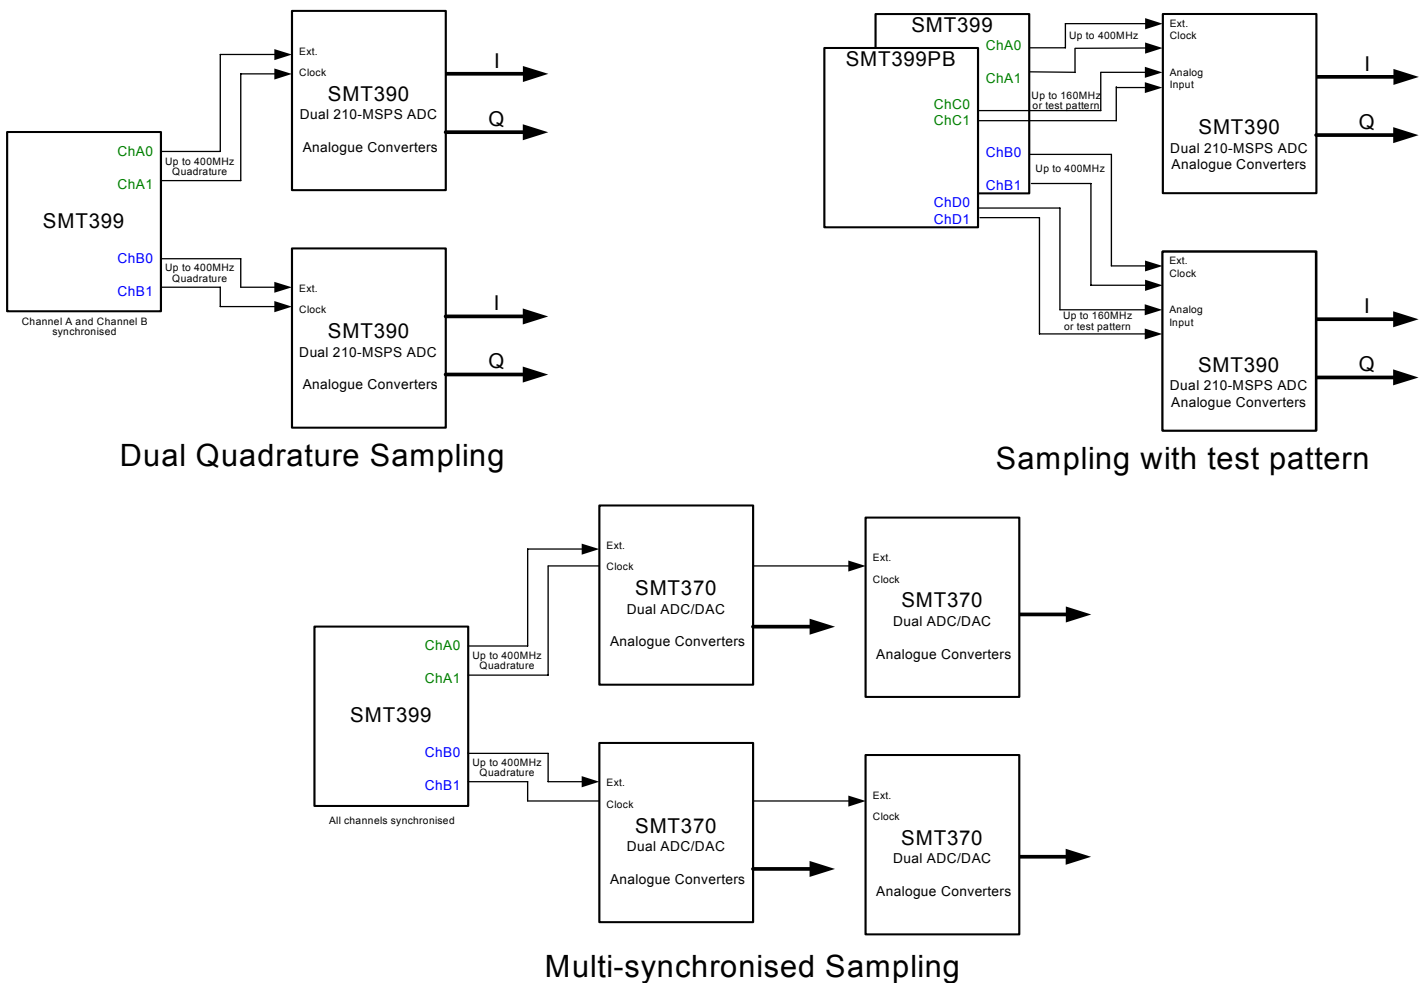 Ext.
Clock
SMT390
Dual 210-MSPS ADC
Analogue Converters
I
Q
ChA0
Up to 400MHz
Quadrature
ChA1
SMT399
ChB0
Up to 400MHz
Quadrature
ChB1
Channel A and Channel B
synchronised
Ext.
Clock
SMT390
Dual 210-MSPS ADC
Analogue Converters
I
Q
Dual Quadrature Sampling
SMT399
ChA0
ChA1
SMT399PB
ChC0
ChC1
ChB0
ChB1
ChD0
ChD1
Up to 400MHz
Up to 160MHz
or test pattern
Up to 400MHz
Up to 160MHz
or test pattern
Ext.
Clock
Analog
Input
SMT390
Dual 210-MSPS ADC
Analogue Converters
I
Q
Ext.
Clock
Analog
Input
SMT390
Dual 210-MSPS ADC
Analogue Converters
I
Q
Sampling with test pattern
ChA0
Up to 400MHz
Quadrature
ChA1
SMT399
ChB0
Up to 400MHz
Quadrature
ChB1
All channels synchronised
Ext.
Clock
SMT370
Dual ADC/DAC
Analogue Converters
Ext.
Clock
SMT370
Dual ADC/DAC
Analogue Converters
Ext.
Clock
SMT370
Dual ADC/DAC
Analogue Converters
Ext.
Clock
SMT370
Dual ADC/DAC
Analogue Converters
Multi-synchronised Sampling